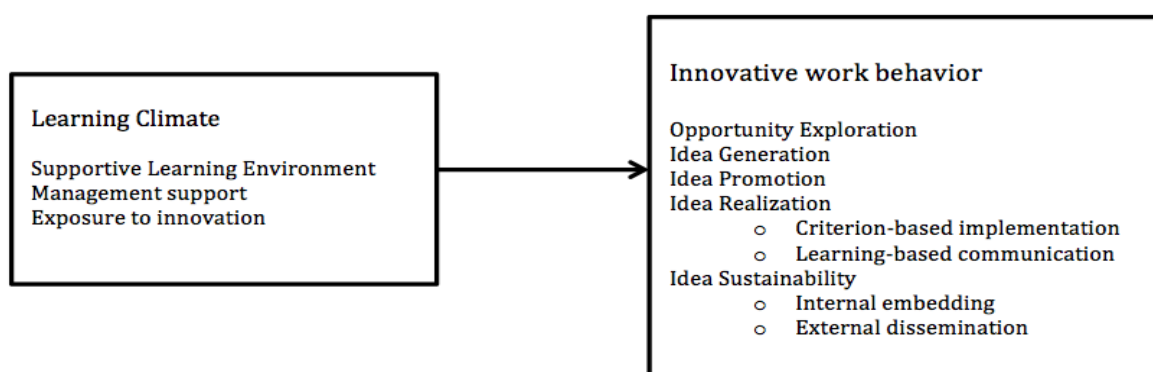 Learning Climate
Supportive Learning Environment
Management support
Exposure to innovation
Innovative work behavior
Opportunity Exploration
Idea Generation
Idea Promotion
Idea Realization
o Criterion-based implementation
o Learning-based communication
Idea Sustainability
o Internal embedding
o External dissemination